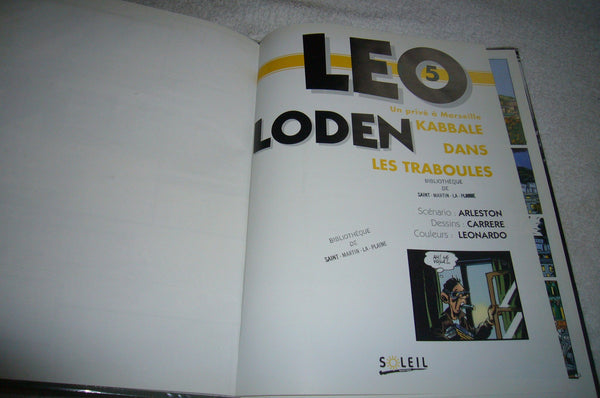 LEO
5
Un privé à Marseille
LODEN
KABBALE
DANS
LES TRABOULES
BIBLIOTHÈQUE
DE
SAINT-MARTIN-LA-PLAINE
Scénario : ARLESTON
Dessins : CARRERE
Couleurs : LEONARDO
BIBLIOTHÈQUE
DE
SAINT-MARTIN-LA-PLAINE
SOLEIL